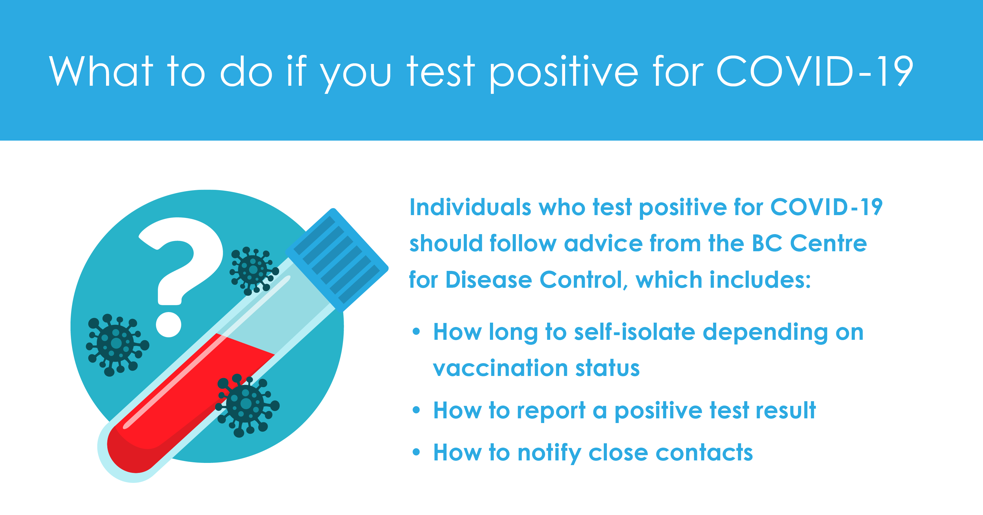 What to do if you test positive for COVID-19
Individuals who test positive for COVID-19
should follow advice from the BC Centre
for Disease Control, which includes:
• How long to self-isolate depending on
vaccination status
• How to report a positive test result
• How to notify close contacts
?